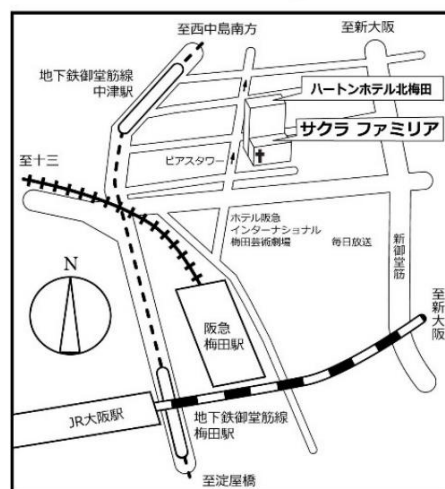 至西中島南方
至新大阪
地下鉄御堂筋線
中津駅
ハートンホテル北梅田
サクラ ファミリア
至十三
ピアスタワー
ホテル阪急
インターナショナル
梅田芸術劇場
毎日放送
新御堂筋
N
阪急
梅田駅
至新大阪
JR大阪駅
地下鉄御堂筋線
梅田駅
至淀屋橋